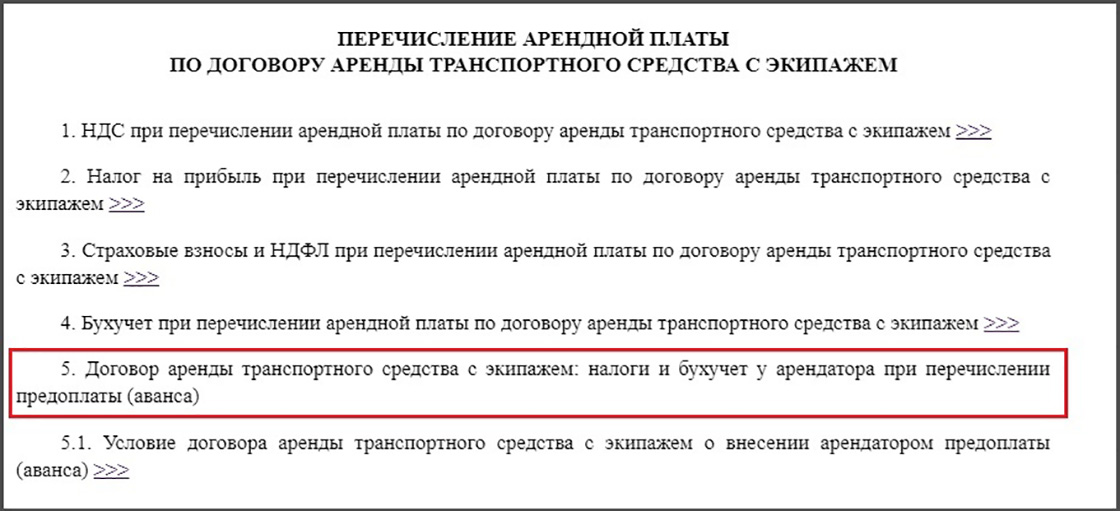 ПЕРЕЧИСЛЕНИЕ АРЕНДНОЙ ПЛАТЫ
ПО ДОГОВОРУ АРЕНДЫ ТРАНСПОРТНОГО СРЕДСТВА С ЭКИПАЖЕМ
1. НДС при перечислении арендной платы по договору аренды транспортного средства с экипажем >>>
2. Налог на прибыль при перечислении арендной платы по договору аренды транспортного средства с
экипажем >>>
3. Страховые взносы и НДФЛ при перечислении арендной платы по договору аренды транспортного средства
с экипажем >>>
4. Бухучет при перечислении арендной платы по договору аренды транспортного средства с экипажем >>>
5. Договор аренды транспортного средства с экипажем: налоги и бухучет у арендатора при перечислении
предоплаты (аванса)
5.1. Условие договора аренды транспортного средства с экипажем о внесении арендатором предоплаты
(аванса) >>>